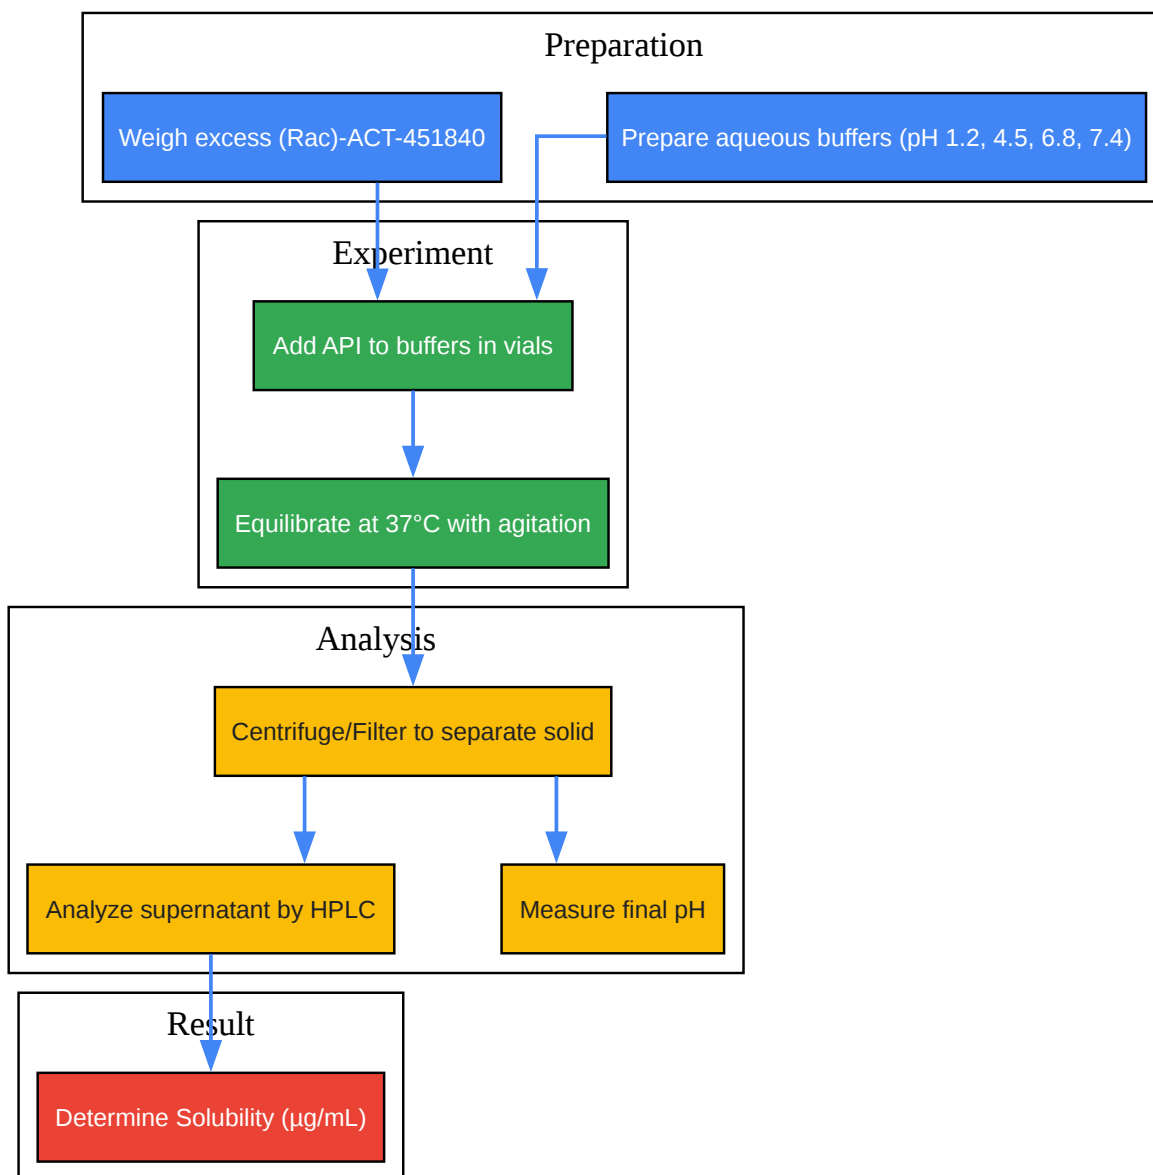 Preparation
Weigh excess (Rac)-ACT-451840
Prepare aqueous buffers (pH 1.2, 4.5, 6.8, 7.4)
Experiment
Add API to buffers in vials
Equilibrate at 37°C with agitation
Analysis
Centrifuge/Filter to separate solid
Analyze supernatant by HPLC
Measure final pH
Result
Determine Solubility (µg/mL)